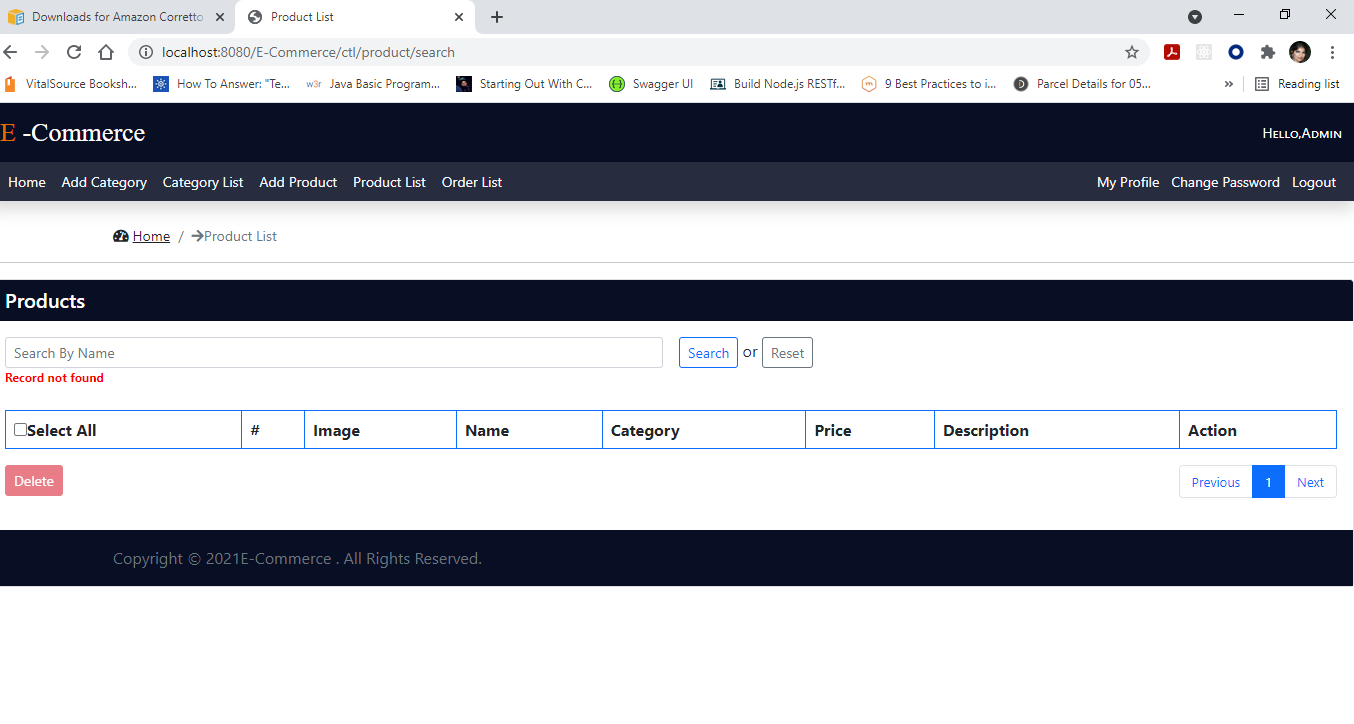 Downloads for Amazon Corretto
Product List
localhost:8080/E-Commerce/ctl/product/search
VitalSource Booksh... How To Answer: "Te... w3r Java Basic Program... Starting Out With C... Swagger UI Build Node.js RESTf... 9 Best Practices to i... D Parcel Details for 05... » Reading list
E -Commerce
Hello,Admin
Home Add Category Category List Add Product Product List Order List My Profile Change Password Logout
Home / Product List
Products
Search By Name Search or Reset
Record not found
Select All # Image Name Category Price Description Action
Delete Previous 1 Next
Copyright © 2021E-Commerce . All Rights Reserved.